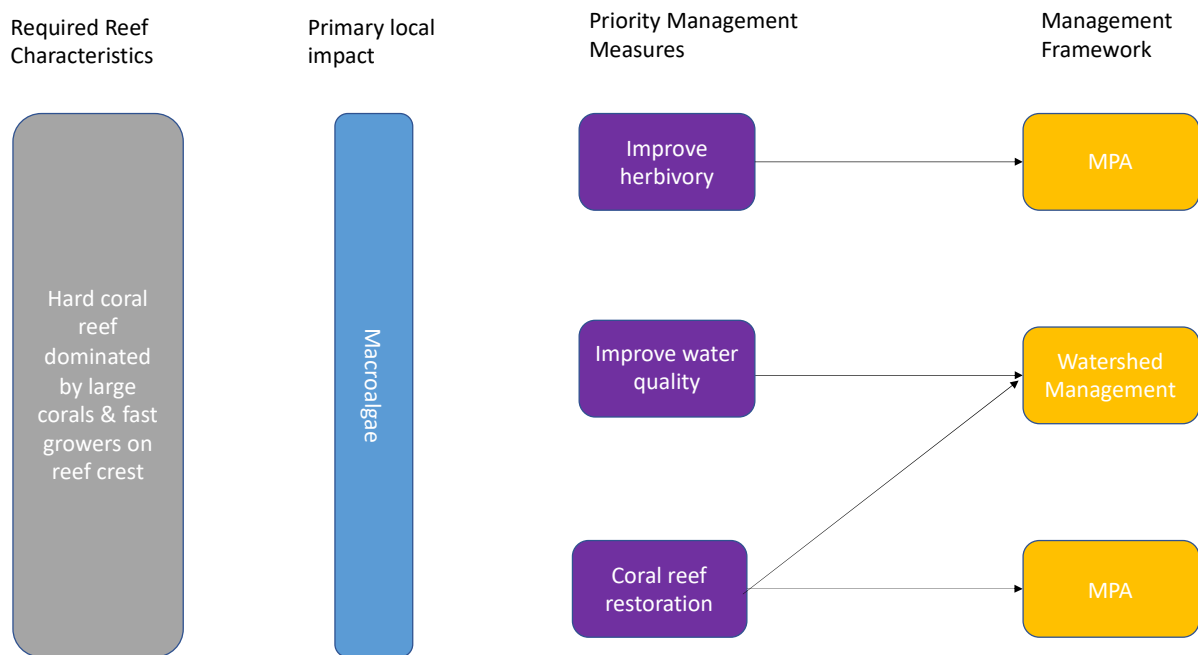 Required Reef
Characteristics
Primary local
impact
Priority Management
Measures
Management
Framework
Hard coral
reef
dominated
by large
corals & fast
growers on
reef crest
Macroalgae
Improve
herbivory
MPA
Improve water
quality
Watershed
Management
Coral reef
restoration
MPA